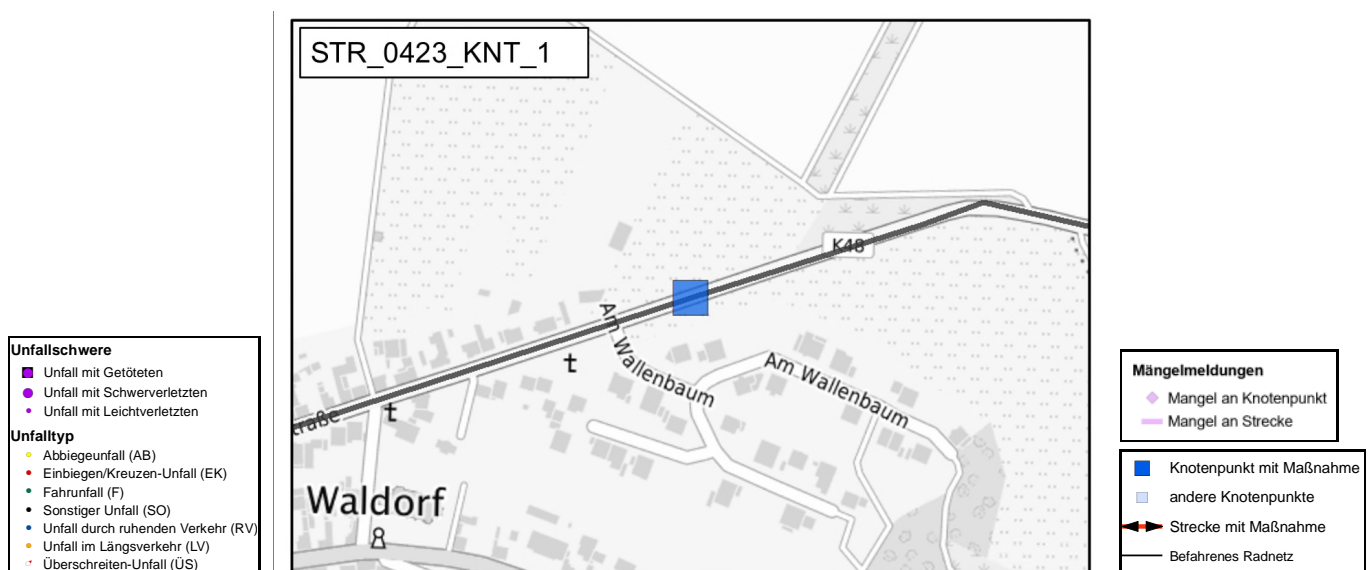 STR_0423_KNT_1
K48
Am Wallenbaum
Am Wallenbaum
traße
Waldorf
Unfallschwere
Unfall mit Getöteten
Unfall mit Schwerverletzten
Unfall mit Leichtverletzten
Unfalltyp
Abbiegeunfall (AB)
Einbiegen/Kreuzen-Unfall (EK)
Fahrunfall (F)
Sonstiger Unfall (SO)
Unfall durch ruhenden Verkehr (RV)
Unfall im Längsverkehr (LV)
Überschreiten-Unfall (ÜS)
Mängelmeldungen
Mangel an Knotenpunkt
Mangel an Strecke
Knotenpunkt mit Maßnahme
andere Knotenpunkte
Strecke mit Maßnahme
Befahrenes Radnetz